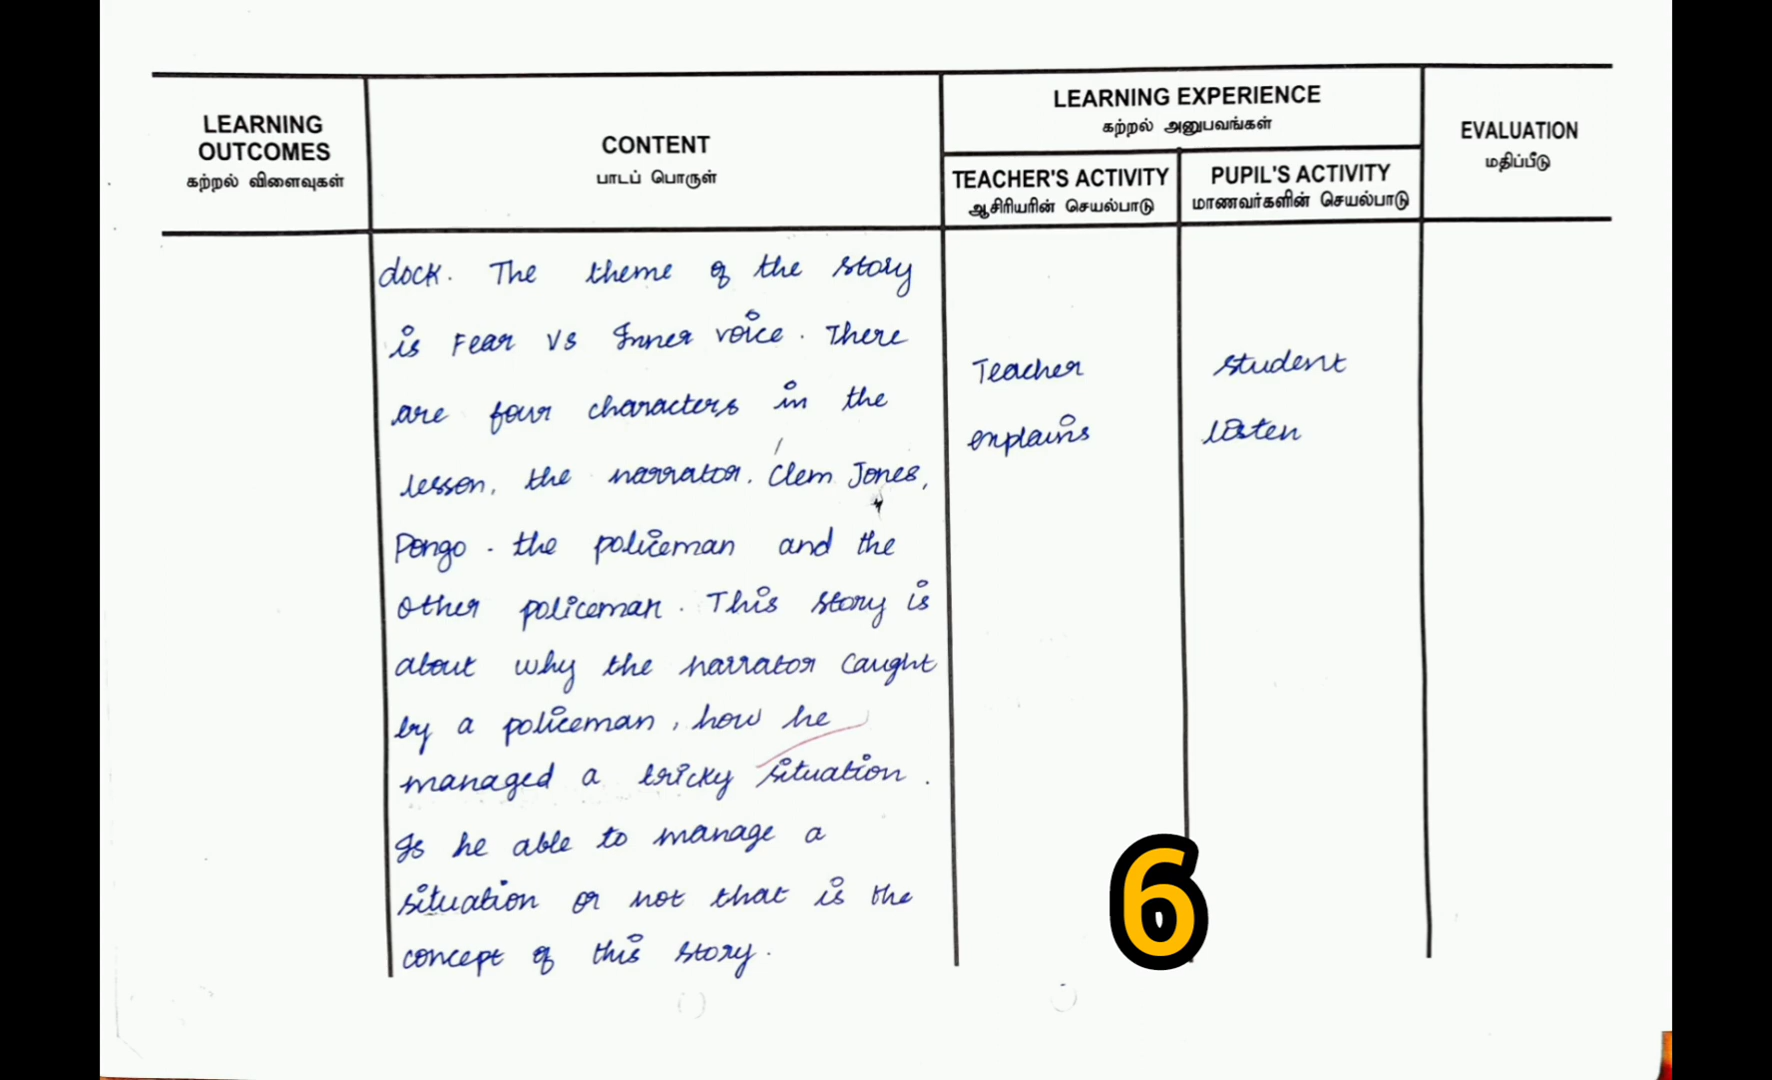 LEARNING
OUTCOMES
கற்றல் விளைவுகள்
CONTENT
பாடப் பொருள்
LEARNING EXPERIENCE
கற்றல் அனுபவங்கள்
TEACHER'S ACTIVITY
ஆசிரியரின் செயல்பாடு
PUPIL'S ACTIVITY
மாணவர்களின் செயல்பாடு
EVALUATION
மதிப்பீடு
dock. The theme of the story
is Fear Vs Inner voice. There
are four characters in the
lesson, the narrator, Clem Jones,
Pongo - the policeman and the
other policeman. This story is
about why the narrator caught
by a policeman, how he
managed a tricky situation.
Is he able to manage a
situation or not that is the
concept of this story.
Teacher
explains
student
listen
6